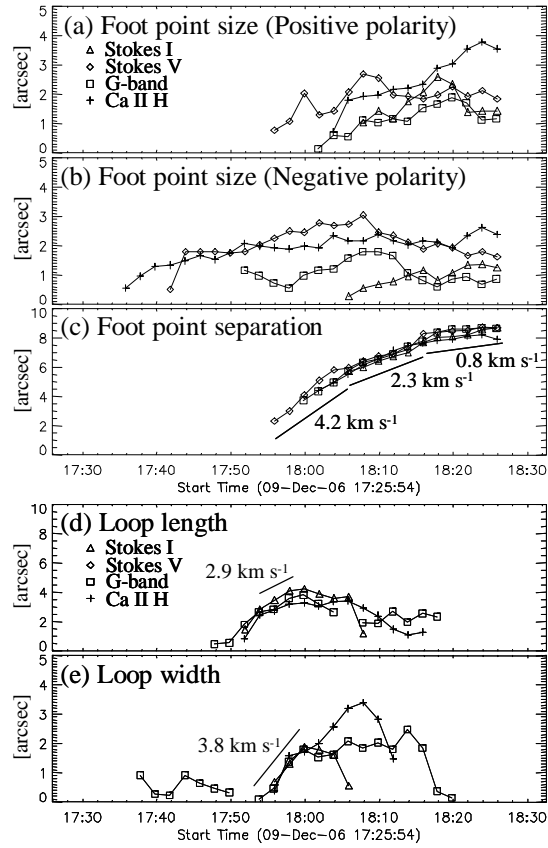 (a) Foot point size (Positive polarity)
Stokes I
Stokes V
G-band
Ca II H
[arcsec]
5
4
3
2
1
0
(b) Foot point size (Negative polarity)
[arcsec]
5
4
3
2
1
0
(c) Foot point separation
[arcsec]
10
8
6
4
2
0
4.2 km s-1
2.3 km s-1
0.8 km s-1
17:30 17:40 17:50 18:00 18:10 18:20 18:30
Start Time (09-Dec-06 17:25:54)
(d) Loop length
Stokes I
Stokes V
G-band
Ca II H
2.9 km s-1
[arcsec]
10
8
6
4
2
0
(e) Loop width
3.8 km s-1
[arcsec]
5
4
3
2
1
0
17:30 17:40 17:50 18:00 18:10 18:20 18:30
Start Time (09-Dec-06 17:25:54)